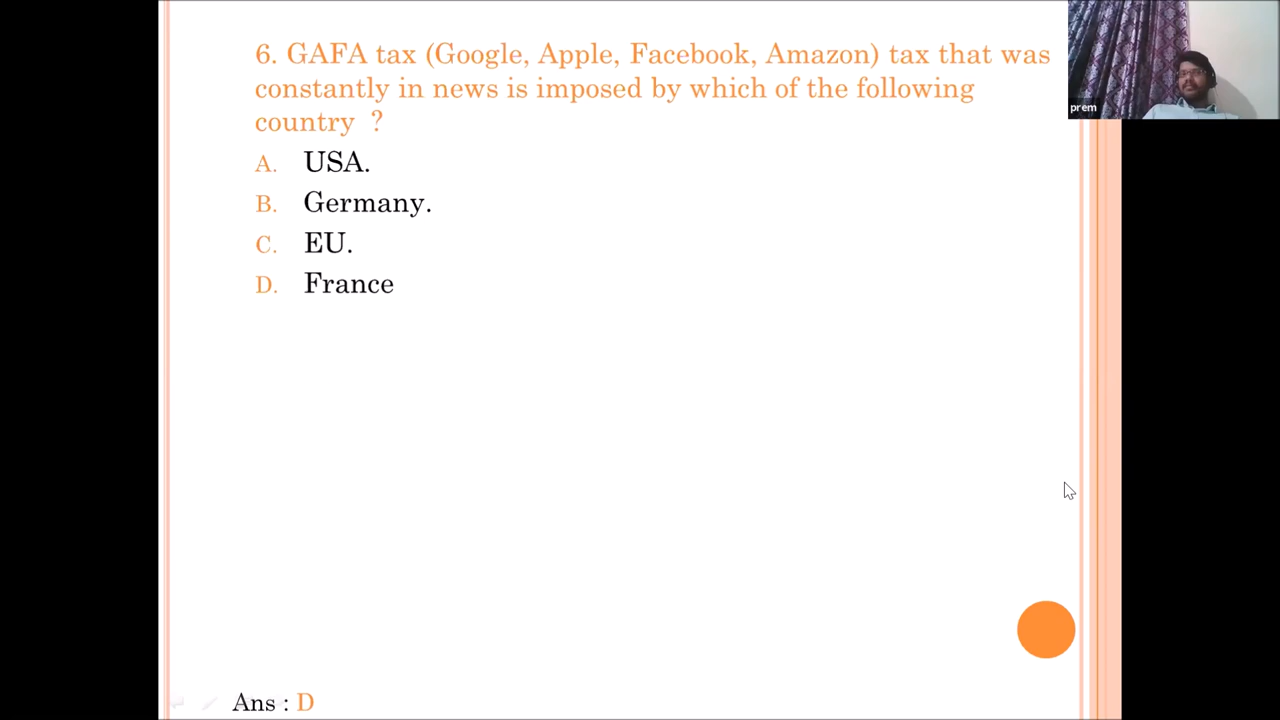 6. GAFA tax (Google, Apple, Facebook, Amazon) tax that was
constantly in news is imposed by which of the following
country ?
A. USA.
B. Germany.
C. EU.
D. France
prem
Ans : D